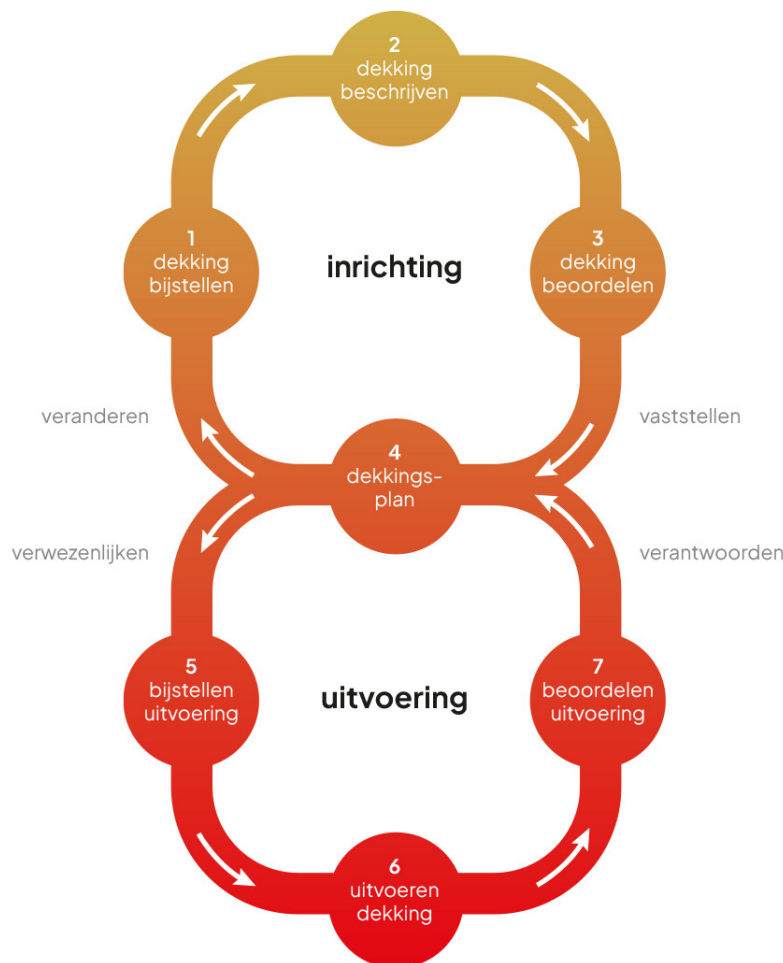 2
dekking
beschrijven
1
dekking
bijstellen
inrichting
3
dekking
beoordelen
veranderen
vaststellen
4
dekkings-
plan
verwezenlijken
verantwoorden
5
bijstellen
uitvoering
uitvoering
7
beoordelen
uitvoering
6
uitvoeren
dekking